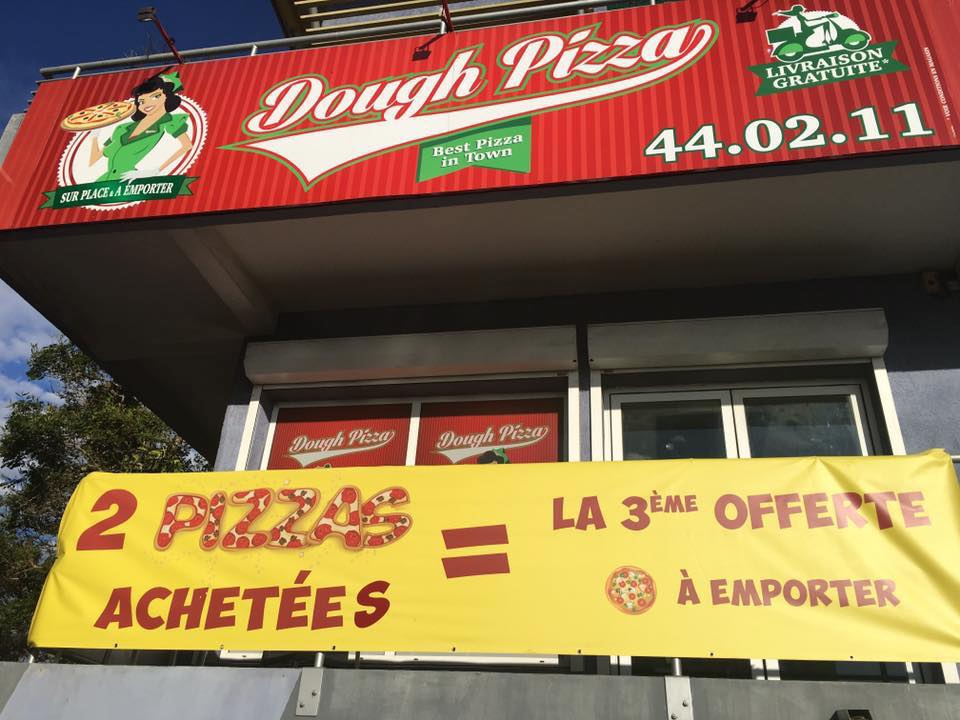 Dough Pizza
Best Pizza
in Town
SUR PLACE & A EMPORTER
LIVRAISON
GRATUITE*
44.02.11
Dough Pizza
Dough Pizza
2 PIZZAS
ACHETÉES
=
LA 3ÈME OFFERTE
À EMPORTER